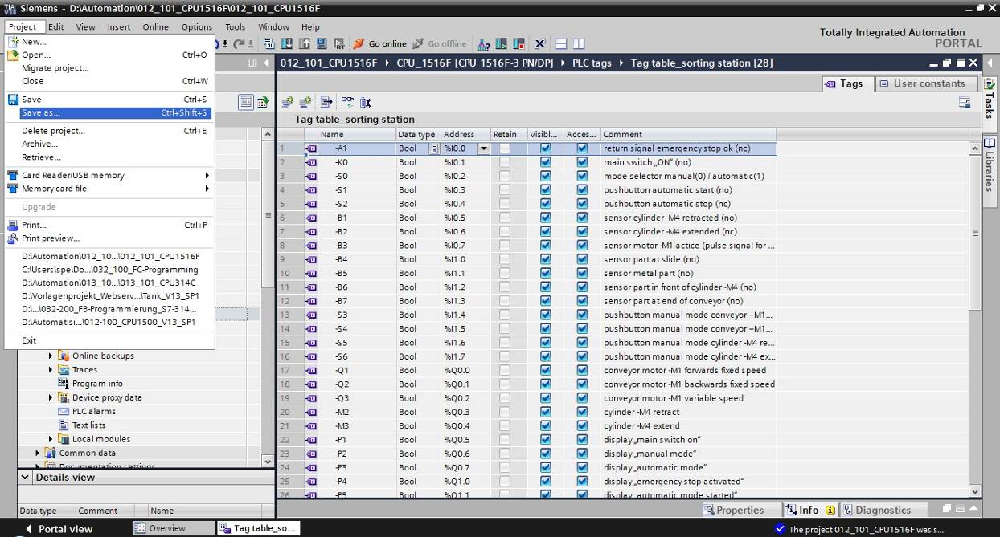 Siemens - D:\Automation\012_101_CPU1516F\012_101_CPU1516F
Project Edit View Insert Online Options Tools Window Help
Totally Integrated Automation
PORTAL
New...
Open... Ctrl+O
Migrate project...
Close Ctrl+W
Save Ctrl+S
Save as... Ctrl+Shift+S
Delete project... Ctrl+E
Archive...
Retrieve...
Card Reader/USB memory
Memory card file
Upgrade
Print... Ctrl+P
Print preview...
D:\Automation\012_10...\012_101_CPU1516F
C:\Users\spe\Do...\032_100_FC-Programming
D:\Automation\013_10...\013_101_CPU314C
D:\Vorlagenprojekt_Webserv...\Tank_V13_SP1
D:\...\032-200_FB-Programmierung_S7-314...
D:\Automatisi...\012-100_CPU1500_V13_SP1
Exit
Online backups
Traces
Program info
Device proxy data
PLC alarms
Text lists
Local modules
Common data
Documentation settings
Details view
Data type Comment Name
Go online Go offline
012_101_CPU1516F CPU_1516F [CPU 1516F-3 PN/DP] PLC tags Tag table_sorting station [28]
Tags User constants
Tag table_sorting station
Name Data type Address Retain Visibl... Acces... Comment
1 -A1 Bool %I0.0 return signal emergency stop ok (nc)
2 -K0 Bool %I0.1 main switch „ON“ (no)
3 -S0 Bool %I0.2 mode selector manual(0) / automatic(1)
4 -S1 Bool %I0.3 pushbutton automatic start (no)
5 -S2 Bool %I0.4 pushbutton automatic stop (nc)
6 -B1 Bool %I0.5 sensor cylinder -M4 retracted (no)
7 -B2 Bool %I0.6 sensor cylinder -M4 extended (nc)
8 -B3 Bool %I0.7 sensor motor -M1 actice (pulse signal for ...
9 -B4 Bool %I1.0 sensor part at slide (no)
10 -B5 Bool %I1.1 sensor metal part (no)
11 -B6 Bool %I1.2 sensor part in front of cylinder -M4 (no)
12 -B7 Bool %I1.3 sensor part at end of conveyor (no)
13 -S3 Bool %I1.4 pushbutton manual mode conveyor –M1...
14 -S4 Bool %I1.5 pushbutton manual mode conveyor –M1...
15 -S5 Bool %I1.6 pushbutton manual mode cylinder -M4 re...
16 -S6 Bool %I1.7 pushbutton manual mode cylinder -M4 ex...
17 -Q1 Bool %Q0.0 conveyor motor -M1 forwards fixed speed
18 -Q2 Bool %Q0.1 conveyor motor -M1 backwards fixed speed
19 -Q3 Bool %Q0.2 conveyor motor -M1 variable speed
20 -M2 Bool %Q0.3 cylinder -M4 retract
21 -M3 Bool %Q0.4 cylinder -M4 extend
22 -P1 Bool %Q0.5 display „main switch on“
23 -P2 Bool %Q0.6 display „manual mode“
24 -P3 Bool %Q0.7 display „automatic mode“
25 -P4 Bool %Q1.0 display „emergency stop activated“
26 -P5 Bool %Q1.1 display „automatic mode started“
Tasks
Libraries
Properties Info Diagnostics
Portal view Overview Tag table_so... The project 012_101_CPU1516F was s...